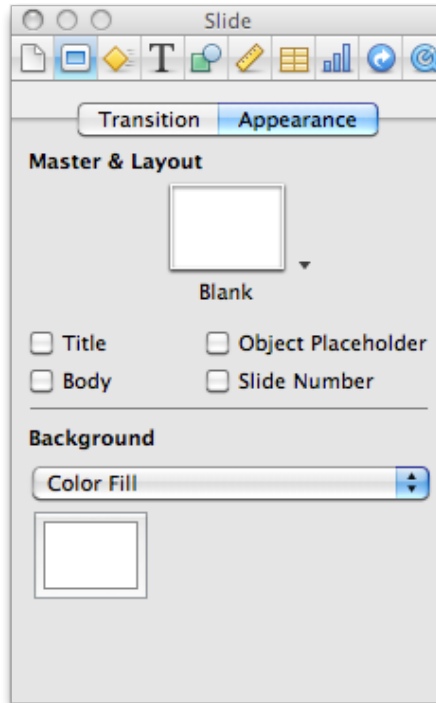 Slide
T
Transition Appearance
Master & Layout
Blank
Title Object Placeholder
Body Slide Number
Background
Color Fill